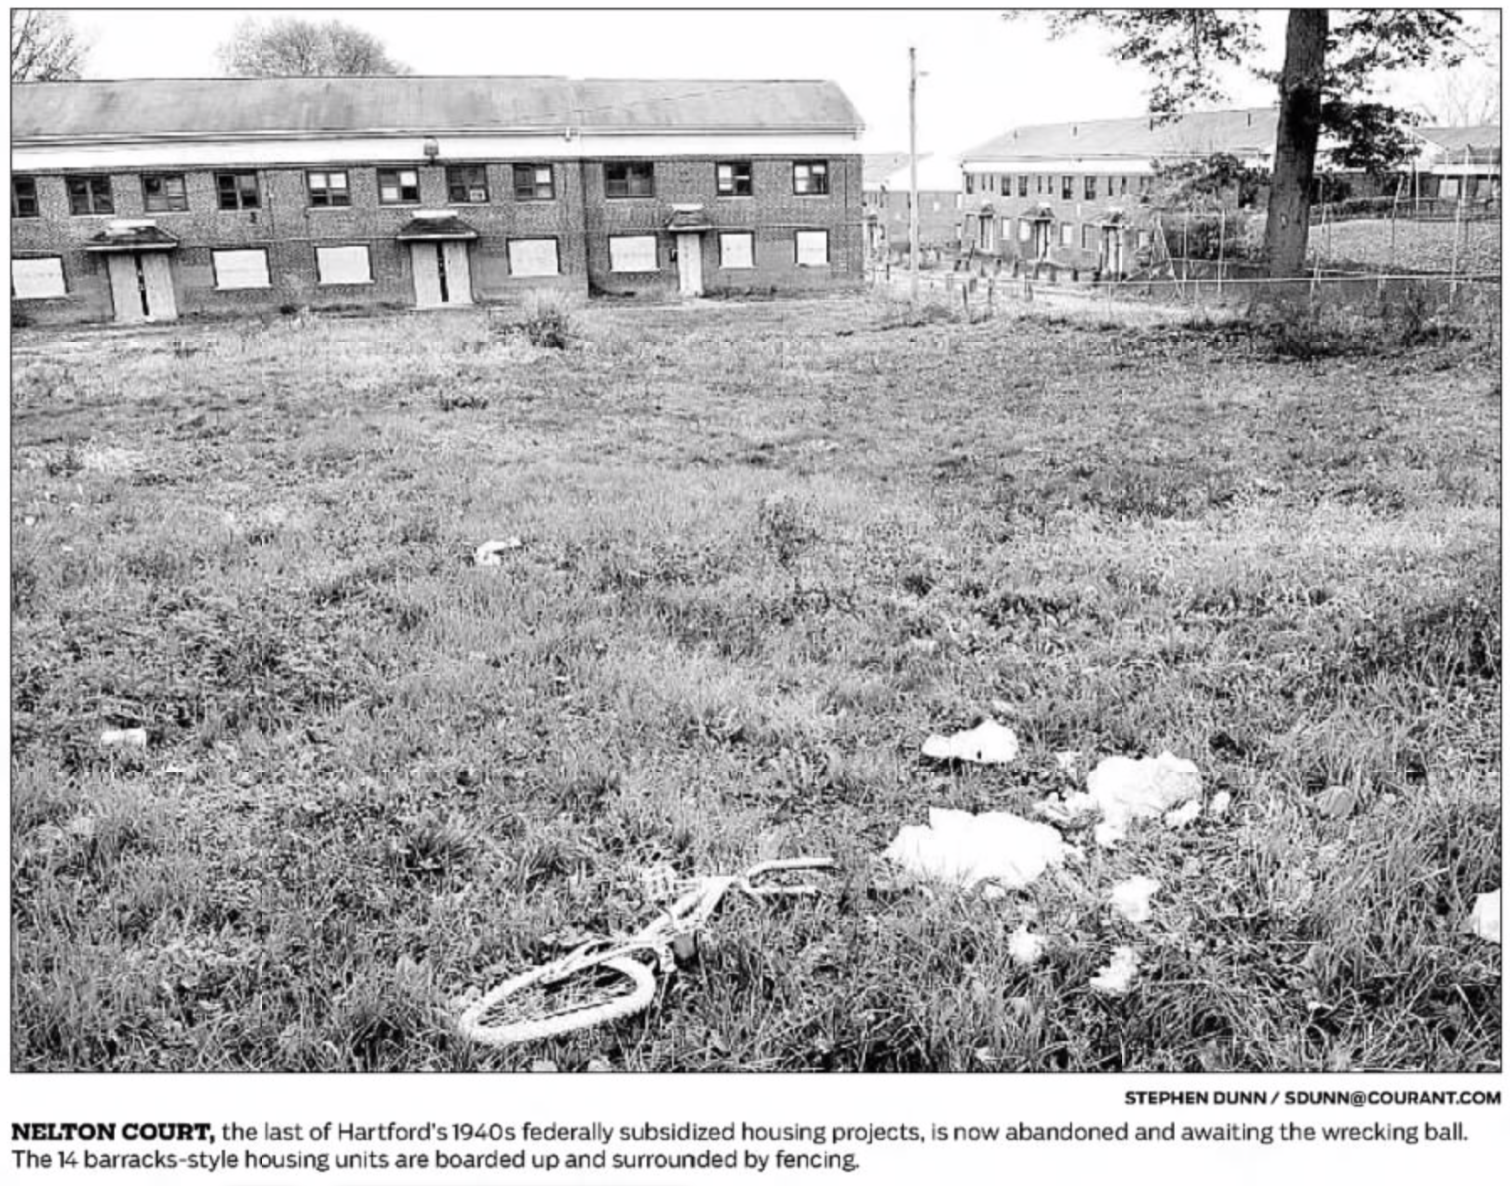 STEPHEN DUNN / SDUNN@COURANT.COM
NELTON COURT, the last of Hartford's 1940s federally subsidized housing projects, is now abandoned and awaiting the wrecking ball.
The 14 barracks-style housing units are boarded up and surrounded by fencing.